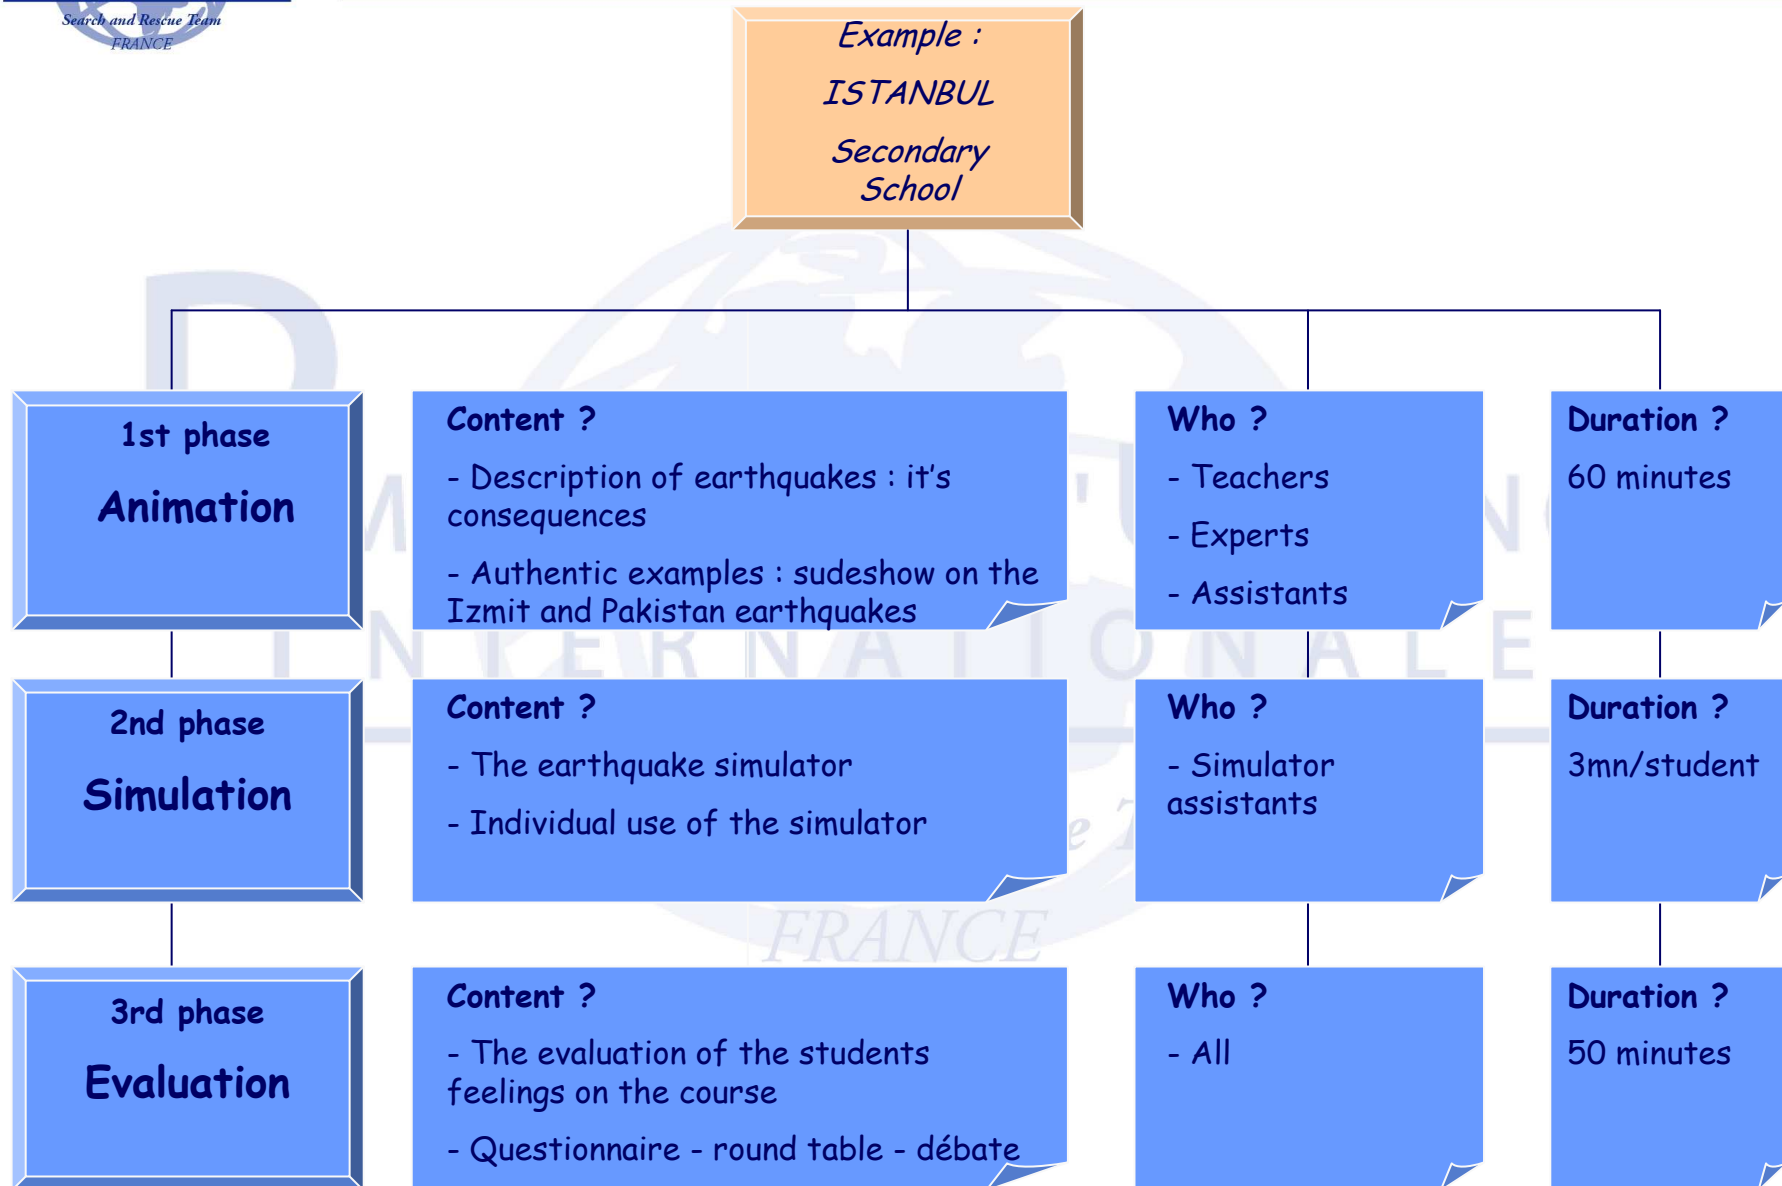 Search and Rescue Team
FRANCE
Example :
ISTANBUL
Secondary
School
1st phase
Animation
Content ?
- Description of earthquakes : it's
consequences
- Authentic examples : sudeshow on the
Izmit and Pakistan earthquakes
Who ?
- Teachers
- Experts
- Assistants
Duration ?
60 minutes
2nd phase
Simulation
Content ?
- The earthquake simulator
- Individual use of the simulator
Who ?
- Simulator
assistants
Duration ?
3mn/student
3rd phase
Evaluation
Content ?
- The evaluation of the students
feelings on the course
- Questionnaire - round table - débate
Who ?
- All
Duration ?
50 minutes
INTERNATIONALE
FRANCE